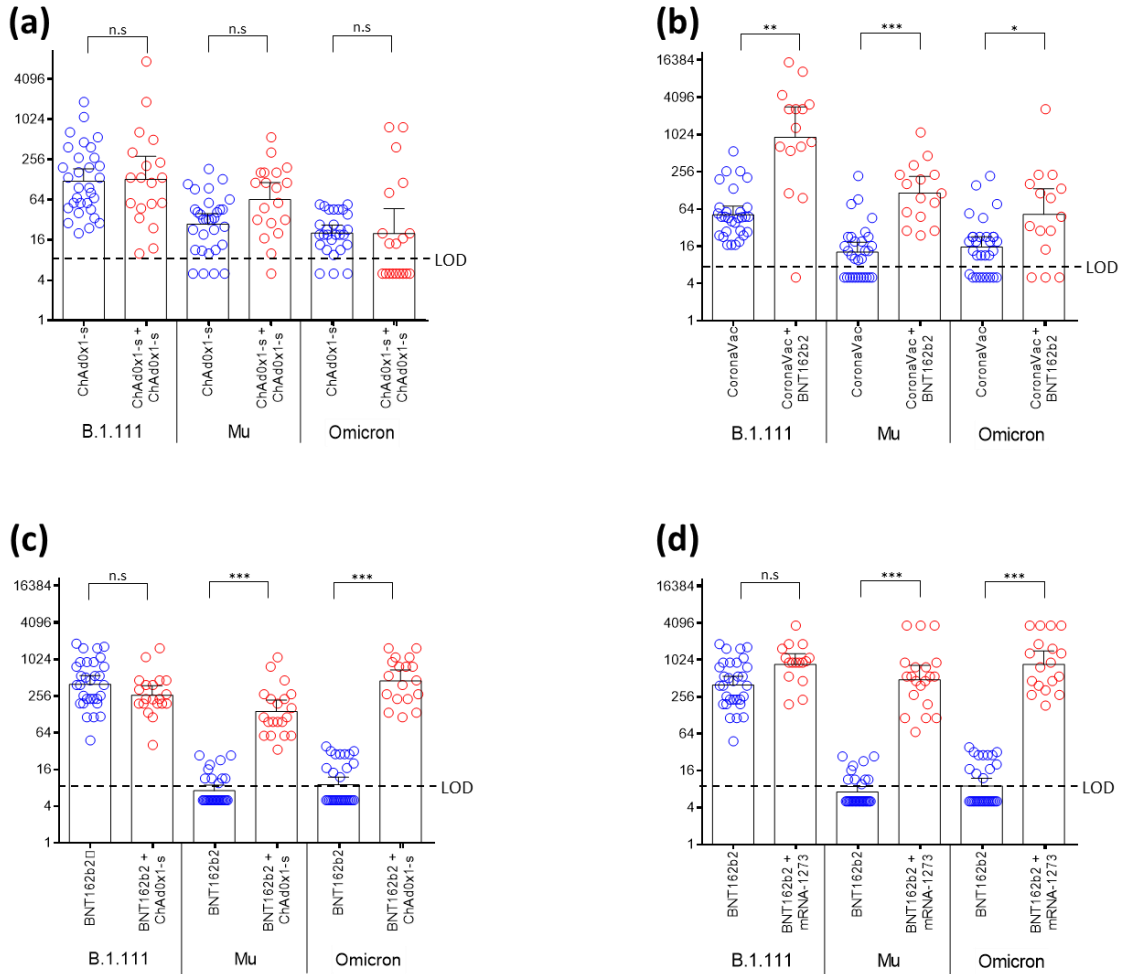 (a)
n.s
n.s
n.s
4096
1024
256
64
16
4
1
LOD
ChAd0x1-s
ChAd0x1-s +
ChAd0x1-s
ChAd0x1-s
ChAd0x1-s +
ChAd0x1-s
ChAd0x1-s
ChAd0x1-s +
ChAd0x1-s
B.1.111
Mu
Omicron
(b)
**
***
*
16384
4096
1024
256
64
16
4
1
LOD
CoronaVac
CoronaVac +
BNT162b2
CoronaVac
CoronaVac +
BNT162b2
CoronaVac
CoronaVac +
BNT162b2
B.1.111
Mu
Omicron
(c)
n.s
***
***
16384
4096
1024
256
64
16
4
1
LOD
BNT162b2▯
BNT162b2 +
ChAd0x1-s
BNT162b2
BNT162b2 +
ChAd0x1-s
BNT162b2
BNT162b2 +
ChAd0x1-s
B.1.111
Mu
Omicron
(d)
n.s
***
***
16384
4096
1024
256
64
16
4
1
LOD
BNT162b2
BNT162b2 +
mRNA-1273
BNT162b2
BNT162b2 +
mRNA-1273
BNT162b2
BNT162b2 +
mRNA-1273
B.1.111
Mu
Omicron